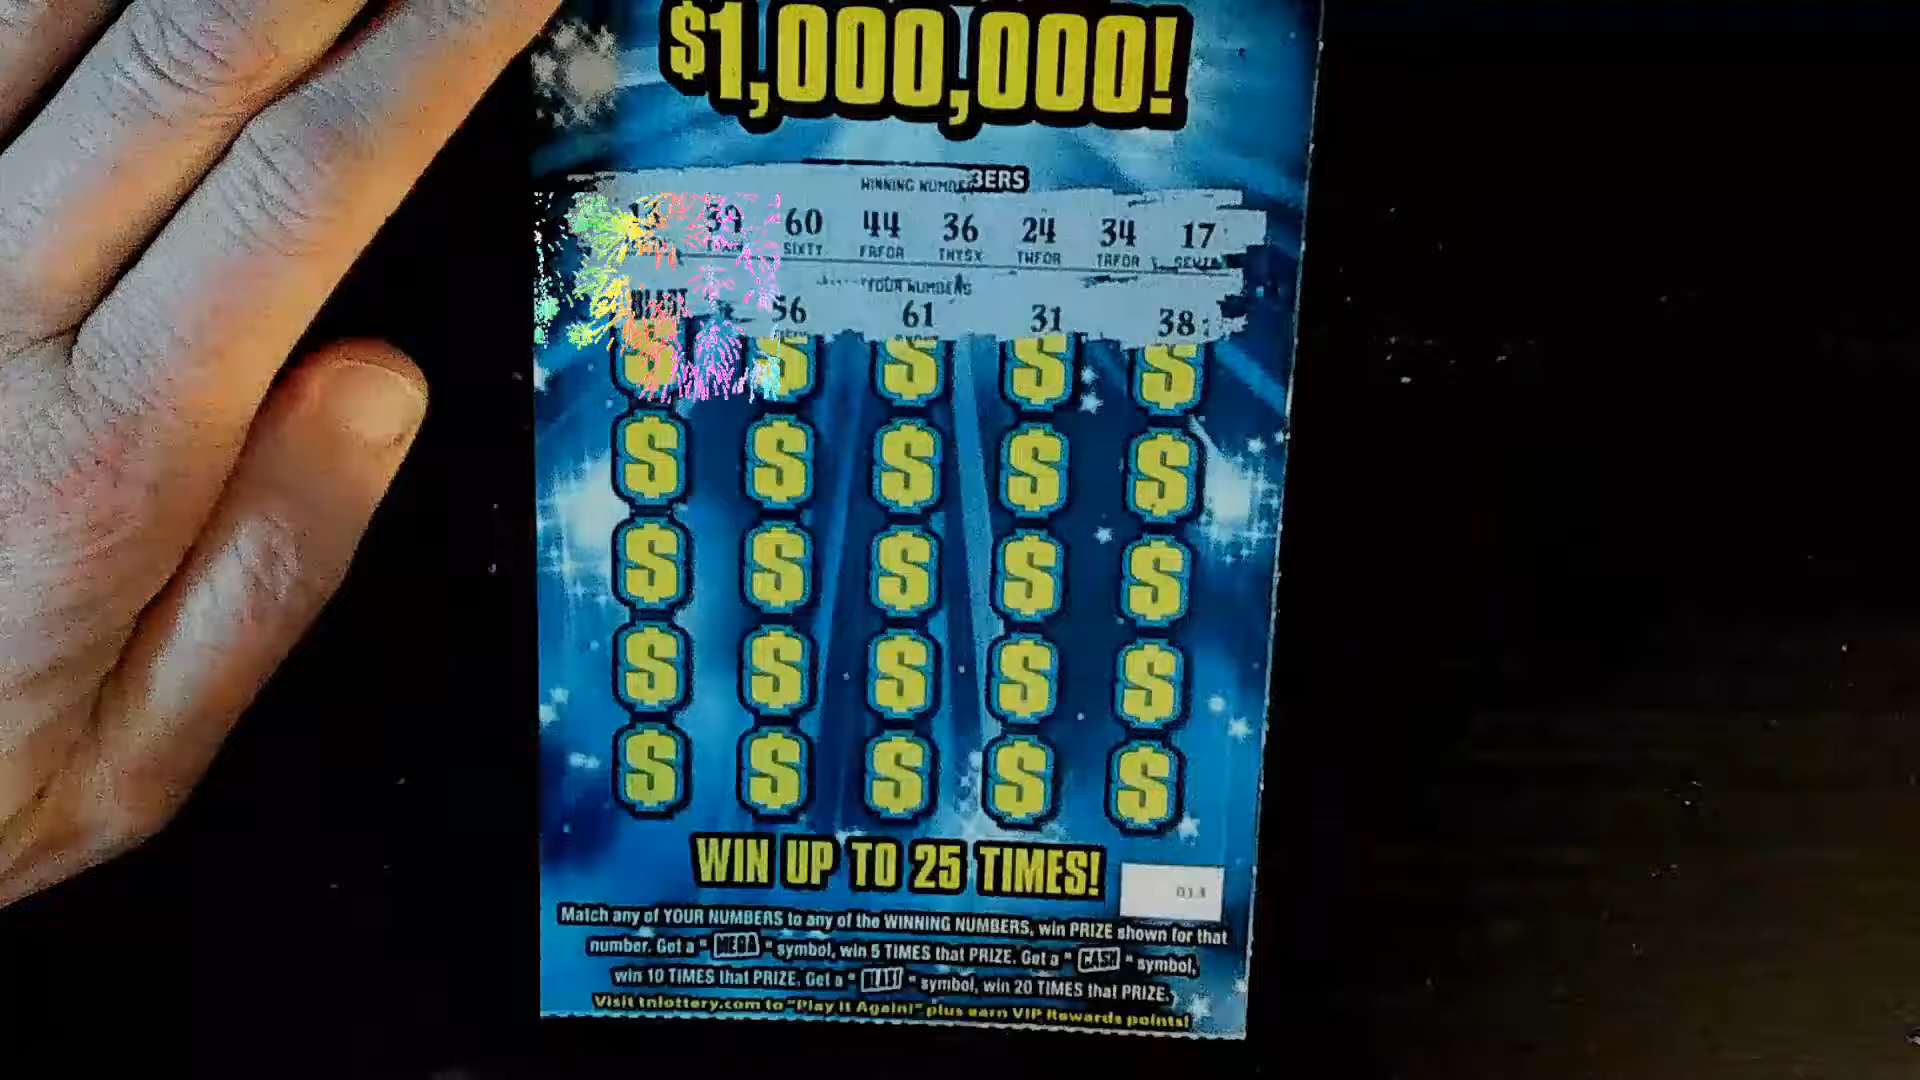 $1,000,000!
WINNING NUMBERS
39 60 44 36 24 34 17
SIXTY FRFOR THYSX TWFOR TRFOR
YOUR NUMBERS
BLAST 56 61 31 38
$ $ $ $ $
$ $ $ $ $
$ $ $ $ $
$ $ $ $ $
$ $ $ $ $
WIN UP TO 25 TIMES!
013
Match any of YOUR NUMBERS to any of the WINNING NUMBERS, win PRIZE shown for that
number. Get a "MEGA" symbol, win 5 TIMES that PRIZE. Get a "CASH" symbol,
win 10 TIMES that PRIZE. Get a "BLAST" symbol, win 20 TIMES that PRIZE.
Visit tnlottery.com to "Play It Again!" plus earn VIP Rewards points!